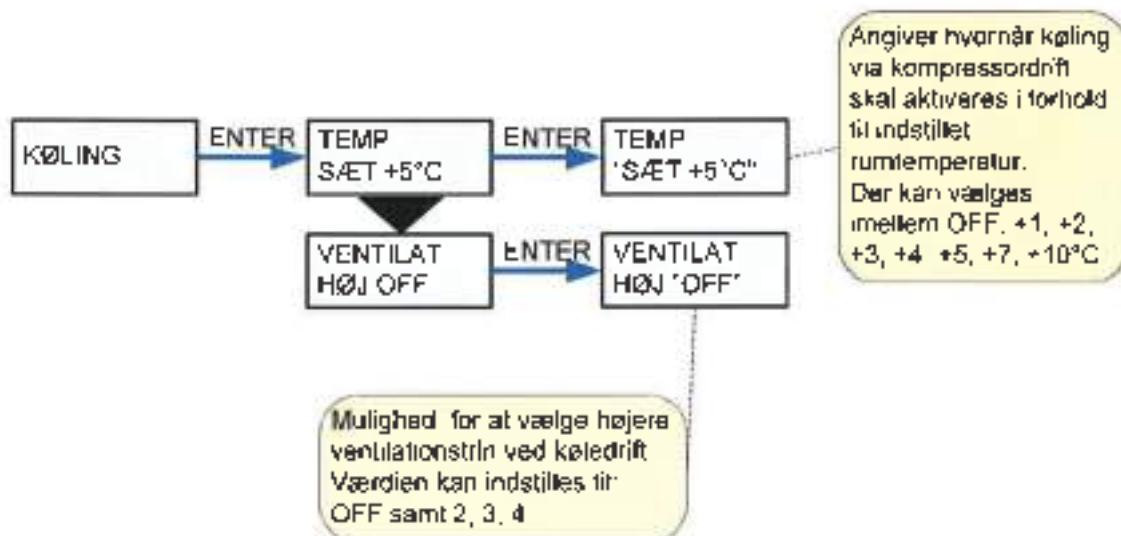 Angiver hvornår køling
via kompressordrift
skal aktiveres i forhold
til indstillet
rumtemperatur.
Der kan vælges
imellem OFF, +1, +2,
+3, +4 +5, +7, +10°C
KØLING
ENTER
TEMP
SÆT +5°C
ENTER
TEMP
"SÆT +5°C"
VENTILAT
HØJ OFF
ENTER
VENTILAT
HØJ "OFF"
Mulighed for at vælge højere
ventilationstrin ved køledrift
Værdien kan indstilles til:
OFF samt 2, 3, 4